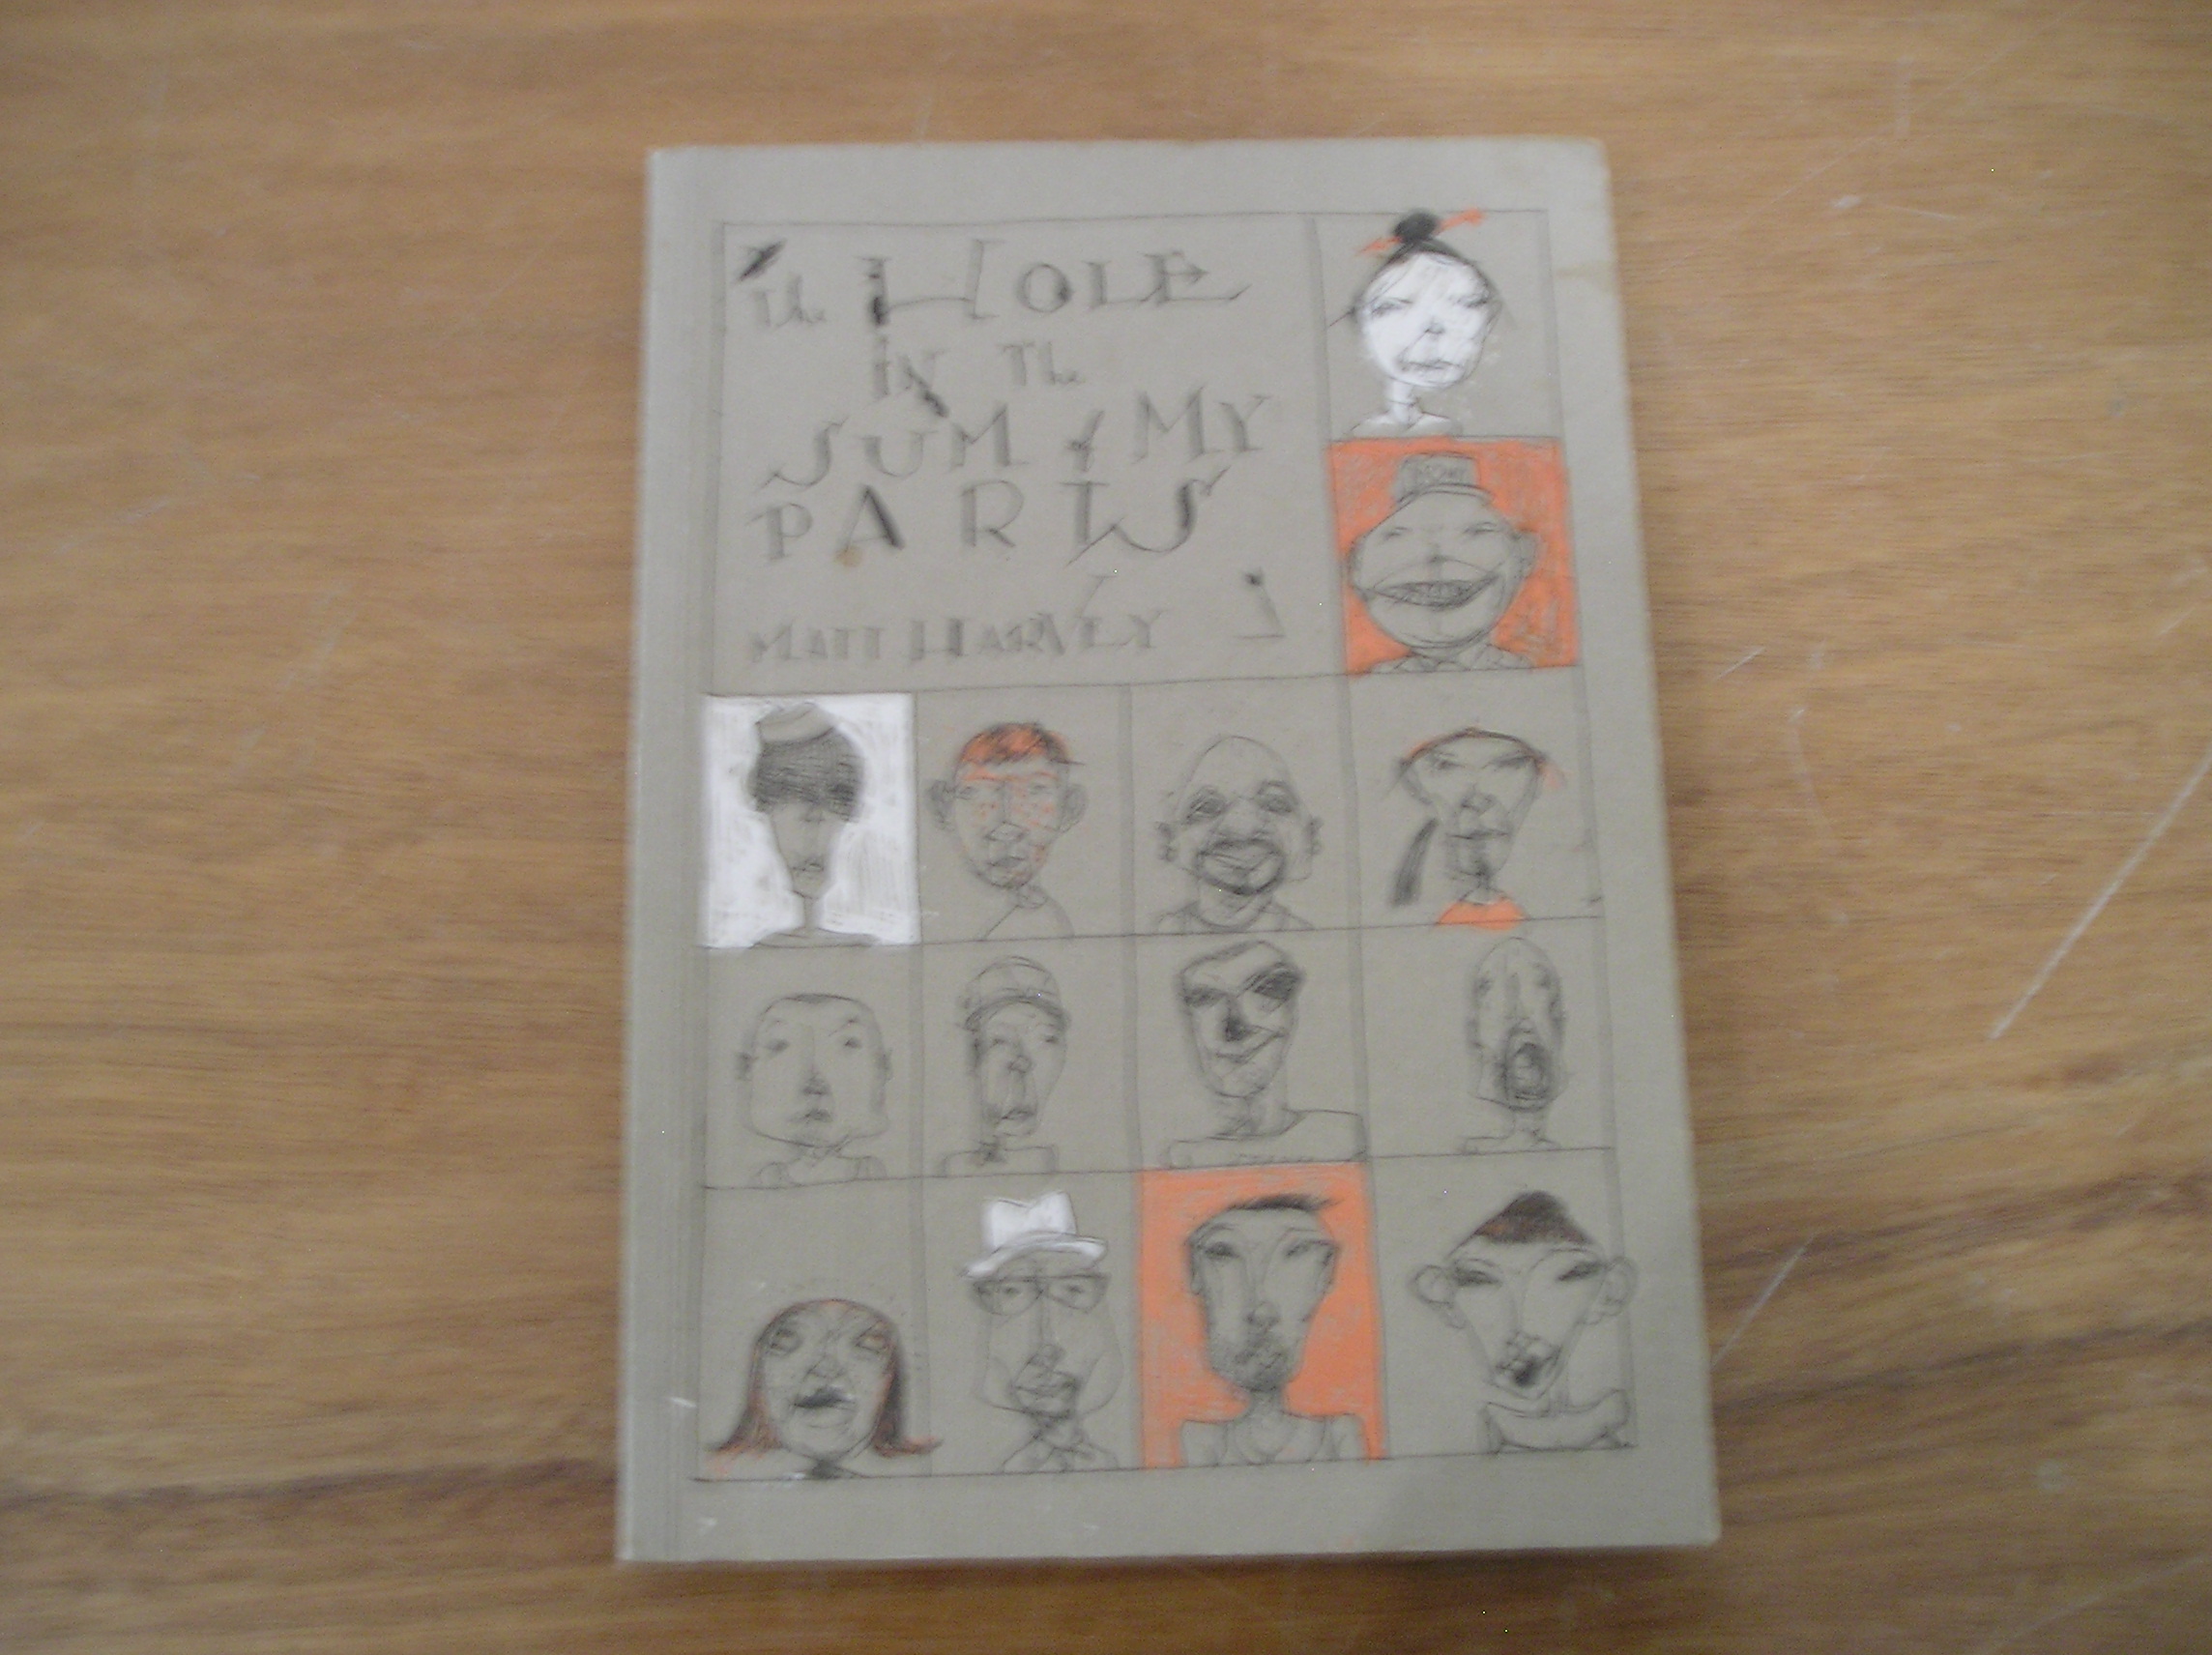 The HOLE
IN The
SUM of MY
PARTS
MATT HARVEY